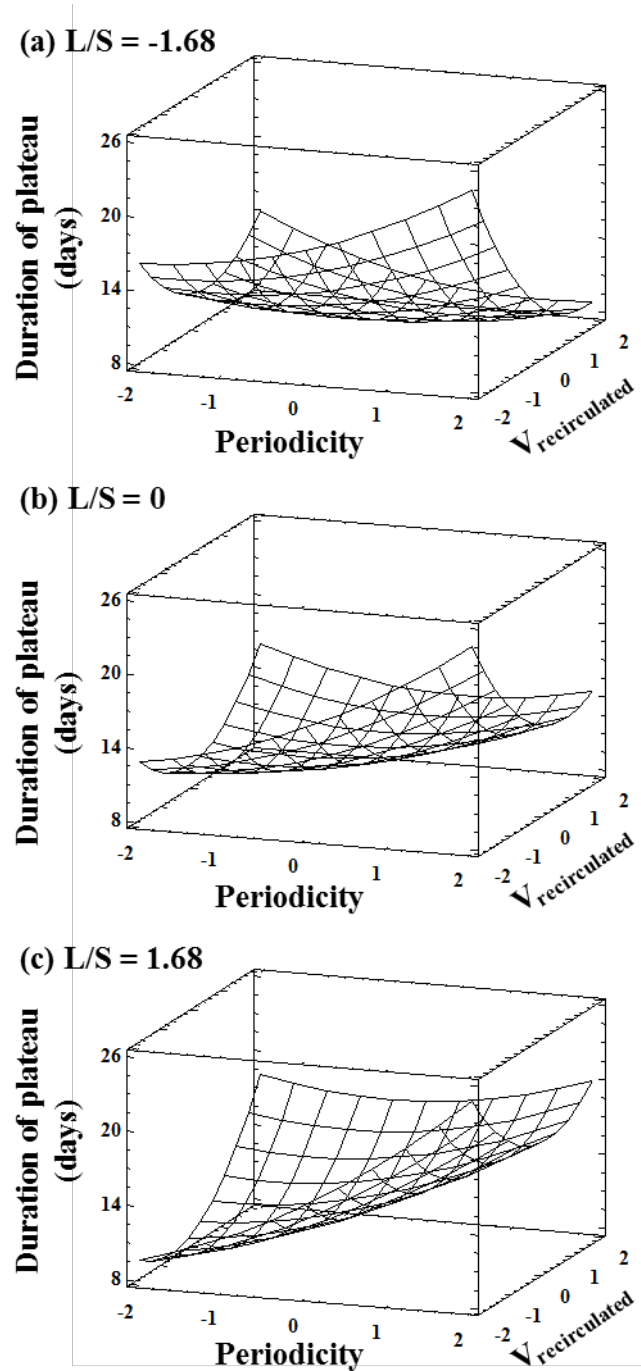 (a) L/S = -1.68
Duration of plateau
(days)
26
20
14
8
-2
-1
0
1
2
Periodicity
-2
-1
0
1
2
V recirculated
(b) L/S = 0
Duration of plateau
(days)
26
20
14
8
-2
-1
0
1
2
Periodicity
-2
-1
0
1
2
V recirculated
(c) L/S = 1.68
Duration of plateau
(days)
26
20
14
8
-2
-1
0
1
2
Periodicity
-2
-1
0
1
2
V recirculated